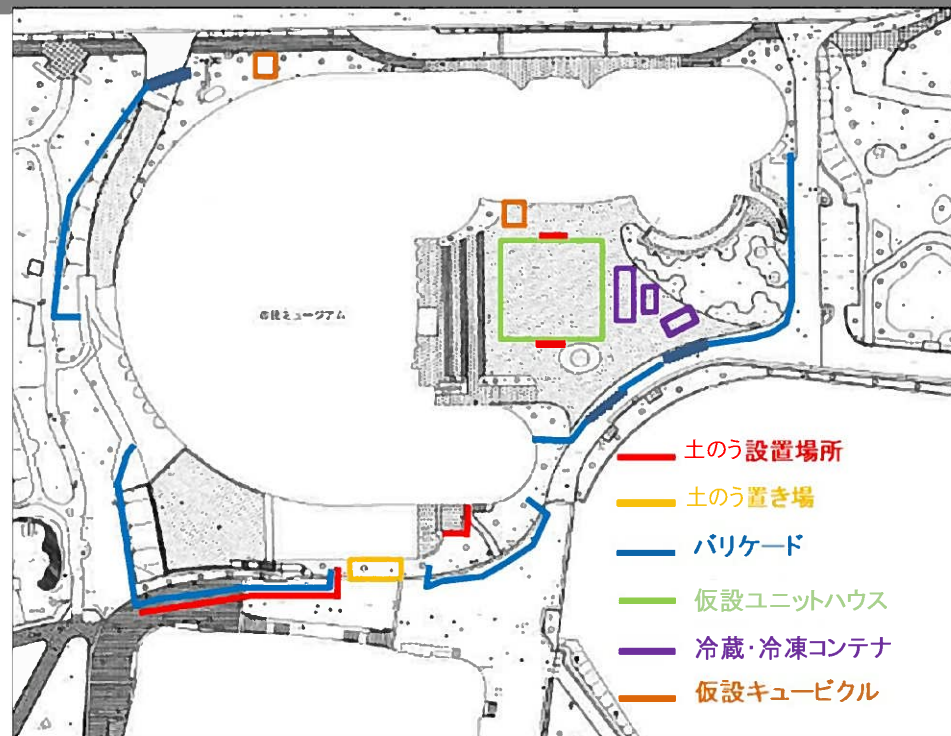 土のう設置場所
土のう置き場
バリケード
仮設ユニットハウス
冷蔵・冷凍コンテナ
仮設キュービクル